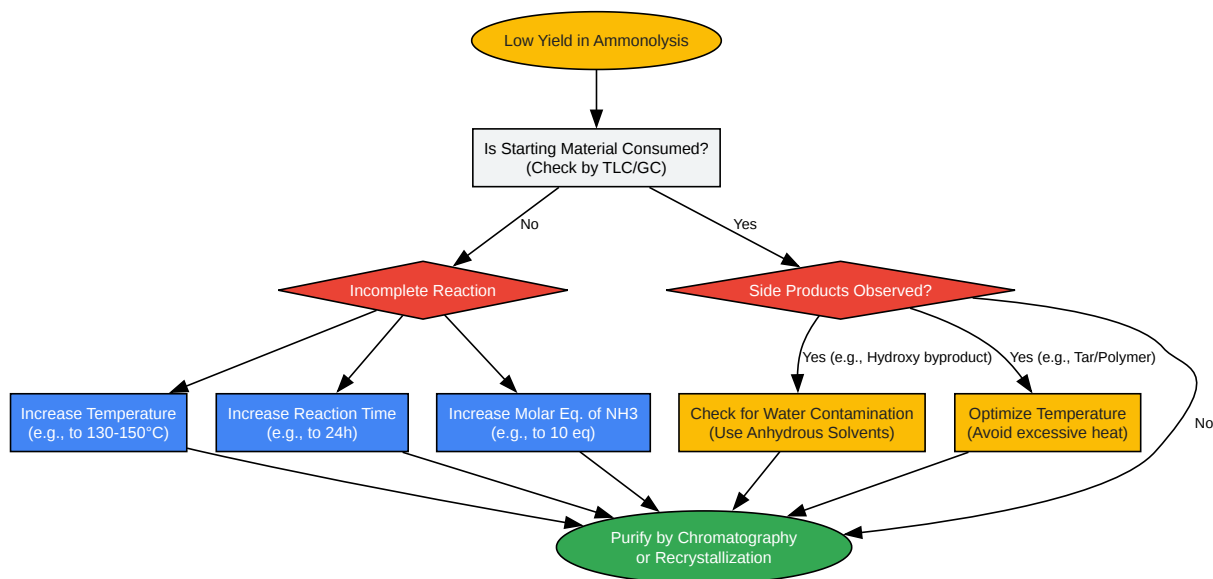 Low Yield in Ammonolysis
Is Starting Material Consumed?
(Check by TLC/GC)
No
Yes
Incomplete Reaction
Side Products Observed?
Yes (e.g., Hydroxy byproduct)
Yes (e.g., Tar/Polymer)
Increase Temperature
(e.g., to 130-150°C)
Increase Reaction Time
(e.g., to 24h)
Increase Molar Eq. of NH3
(e.g., to 10 eq)
Check for Water Contamination
(Use Anhydrous Solvents)
Optimize Temperature
(Avoid excessive heat)
No
Purify by Chromatography
or Recrystallization